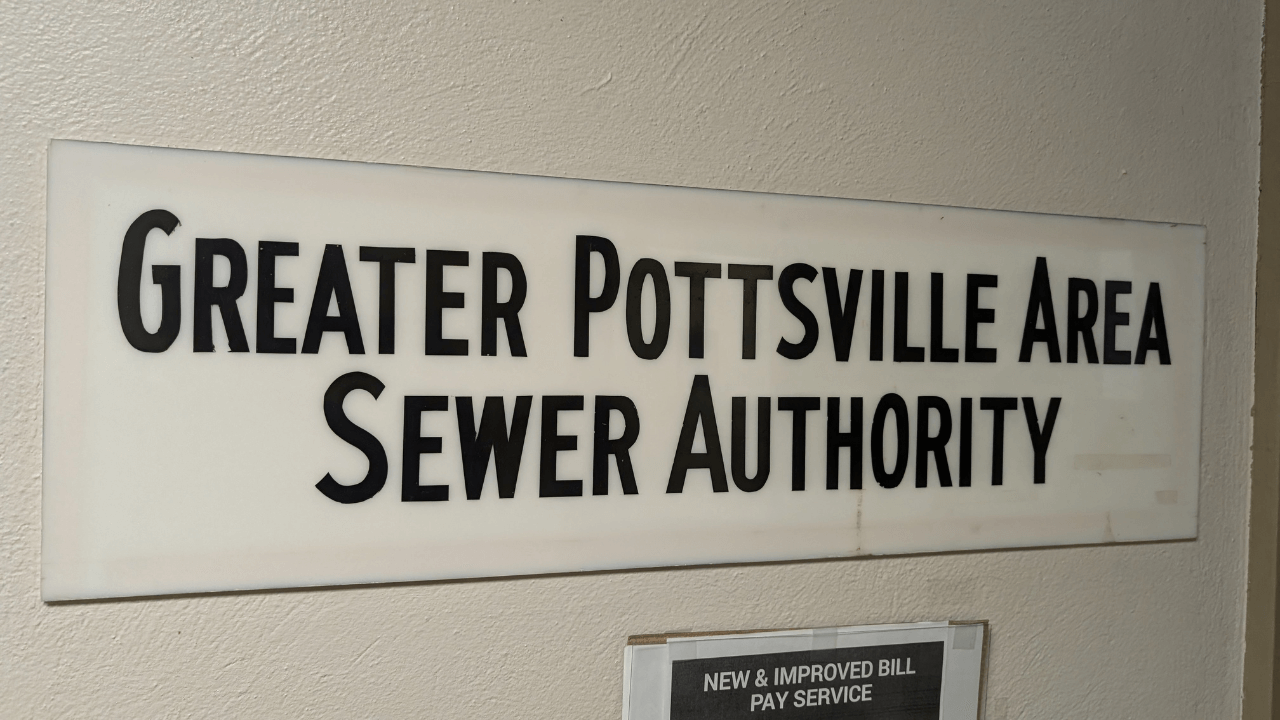 GREATER POTTSVILLE AREA
SEWER AUTHORITY
NEW & IMPROVED BILL
PAY SERVICE